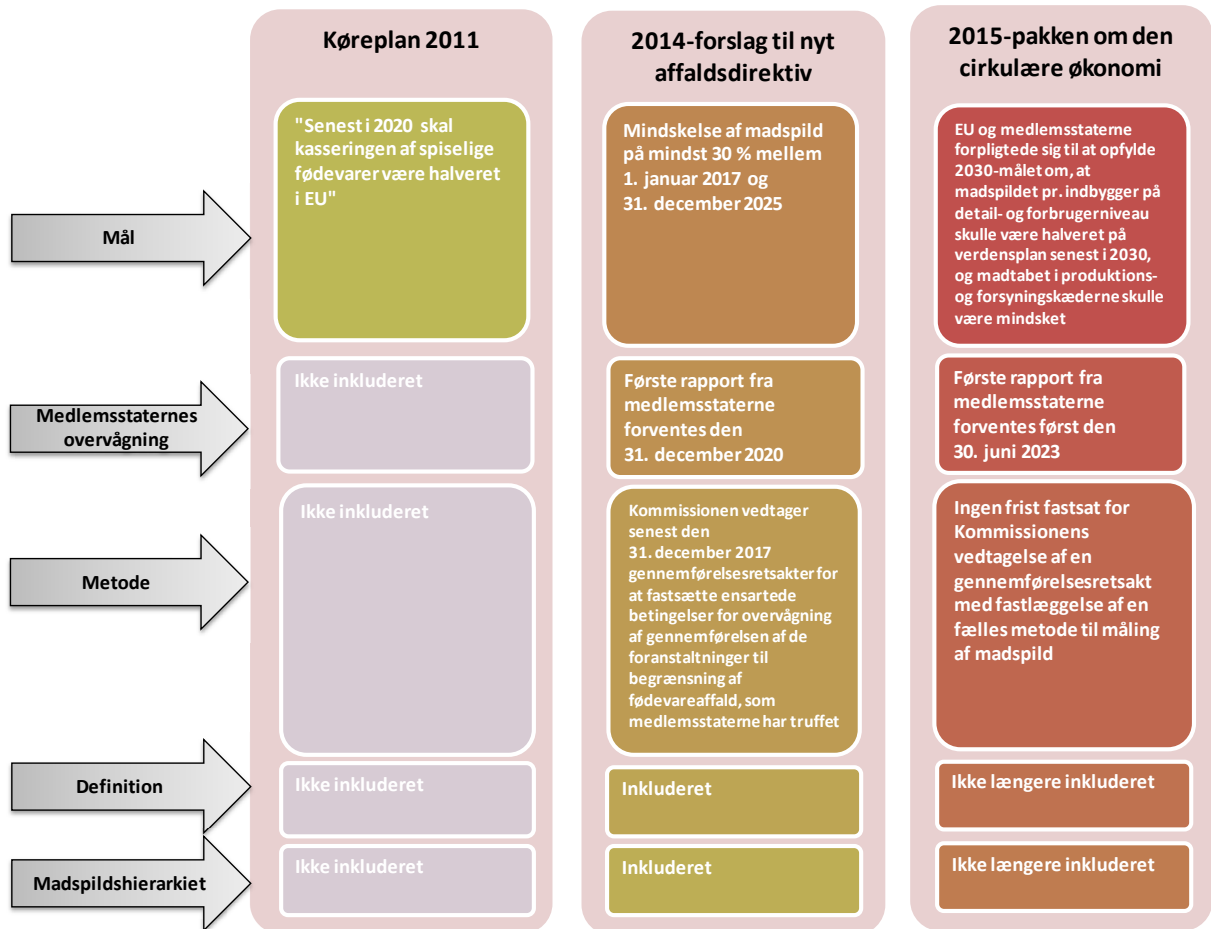 Køreplan 2011
2014-forslag til nyt
affaldsdirektiv
2015-pakken om den
cirkulære økonomi
Mål
"Senest i 2020 skal
kasseringen af spiselige
fødevarer være halveret
i EU"
Mindskelse af madspild
på mindst 30 % mellem
1. januar 2017 og
31. december 2025
EU og medlemsstaterne
forpligtede sig til at opfylde
2030-målet om, at
madspildet pr. indbygger på
detail- og forbrugerniveau
skulle være halveret på
verdensplan senest i 2030,
og madtabet i produktions-
og forsyningskæderne skulle
være mindsket
Medlemsstaternes
overvågning
Ikke inkluderet
Første rapport fra
medlemsstaterne
forventes den
31. december 2020
Første rapport fra
medlemsstaterne
forventes først den
30. juni 2023
Metode
Ikke inkluderet
Kommissionen vedtager
senest den
31. december 2017
gennemførelsesretsakter for
at fastsætte ensartede
betingelser for overvågning
af gennemførelsen af de
foranstaltninger til
begrænsning af
fødevareaffald, som
medlemsstaterne har truffet
Ingen frist fastsat for
Kommissionens
vedtagelse af en
gennemførelsesretsakt
med fastlæggelse af en
fælles metode til måling
af madspild
Definition
Ikke inkluderet
Inkluderet
Ikke længere inkluderet
Madspildshierarkiet
Ikke inkluderet
Inkluderet
Ikke længere inkluderet